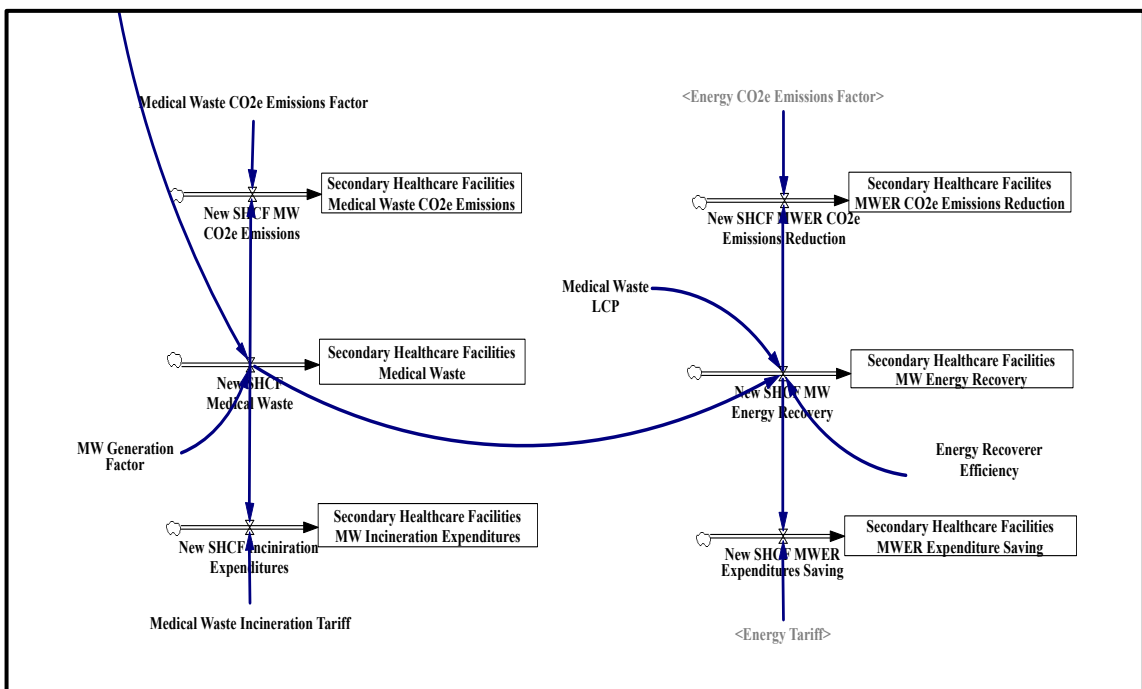 Medical Waste CO2e Emissions Factor
Secondary Healthcare Facilities
Medical Waste CO2e Emissions
New SHCF MW
CO2e Emissions
Secondary Healthcare Facilities
Medical Waste
New SHCF
Medical Waste
MW Generation
Factor
Secondary Healthcare Facilities
MW Incineration Expenditures
New SHCF Inciniration
Expenditures
Medical Waste Incineration Tariff
<Energy CO2e Emissions Factor>
Secondary Healthcare Facilites
MWER CO2e Emissions Reduction
New SHCF MWER CO2e
Emissions Reduction
Medical Waste
LCP
Secondary Healthcare Facilities
MW Energy Recovery
New SHCF MW
Energy Recovery
Energy Recoverer
Efficiency
Secondary Healthcare Facilities
MWER Expenditure Saving
New SHCF MWER
Expenditures Saving
<Energy Tariff>